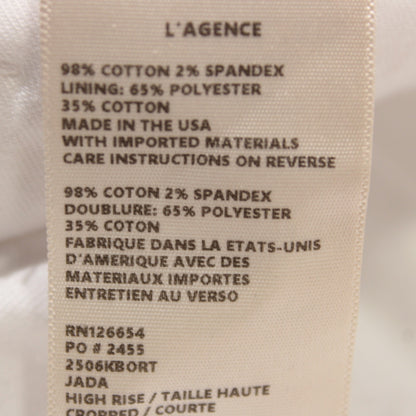 L'AGENCE
98% COTTON 2% SPANDEX
LINING: 65% POLYESTER
35% COTTON
MADE IN THE USA
WITH IMPORTED MATERIALS
CARE INSTRUCTIONS ON REVERSE
98% COTON 2% SPANDEX
DOUBLURE: 65% POLYESTER
35% COTON
FABRIQUE DANS LA ETATS-UNIS
D'AMERIQUE AVEC DES
MATERIAUX IMPORTES
ENTRETIEN AU VERSO
RN126654
PO # 2455
2506KBORT
JADA
HIGH RISE / TAILLE HAUTE
CROPPED / COURTE